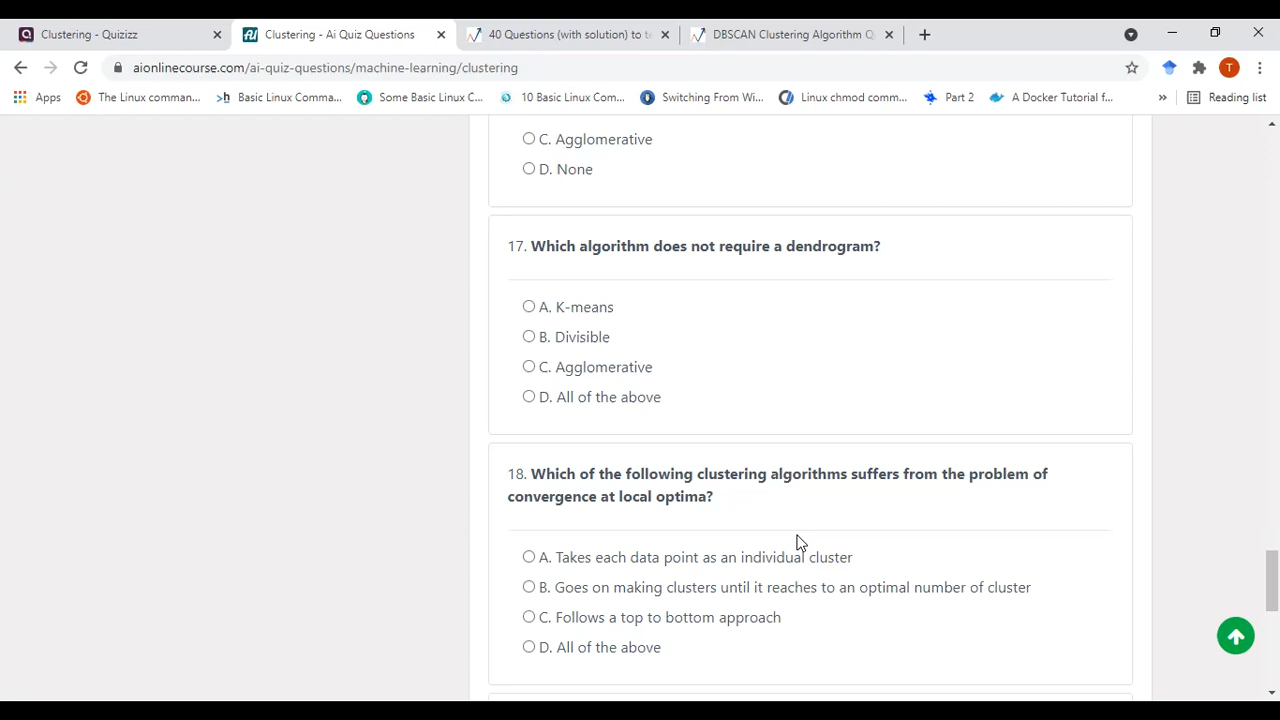 Clustering - Quizizz
Clustering - Ai Quiz Questions
40 Questions (with solution) to te
DBSCAN Clustering Algorithm Q
aionlinecourse.com/ai-quiz-questions/machine-learning/clustering
T
Apps
The Linux comman...
>h Basic Linux Comma...
Some Basic Linux C...
10 Basic Linux Com...
Switching From Wi...
Linux chmod comm...
Part 2
A Docker Tutorial f...
»
Reading list
C. Agglomerative
D. None
17. Which algorithm does not require a dendrogram?
A. K-means
B. Divisible
C. Agglomerative
D. All of the above
18. Which of the following clustering algorithms suffers from the problem of
convergence at local optima?
A. Takes each data point as an individual cluster
B. Goes on making clusters until it reaches to an optimal number of cluster
C. Follows a top to bottom approach
D. All of the above